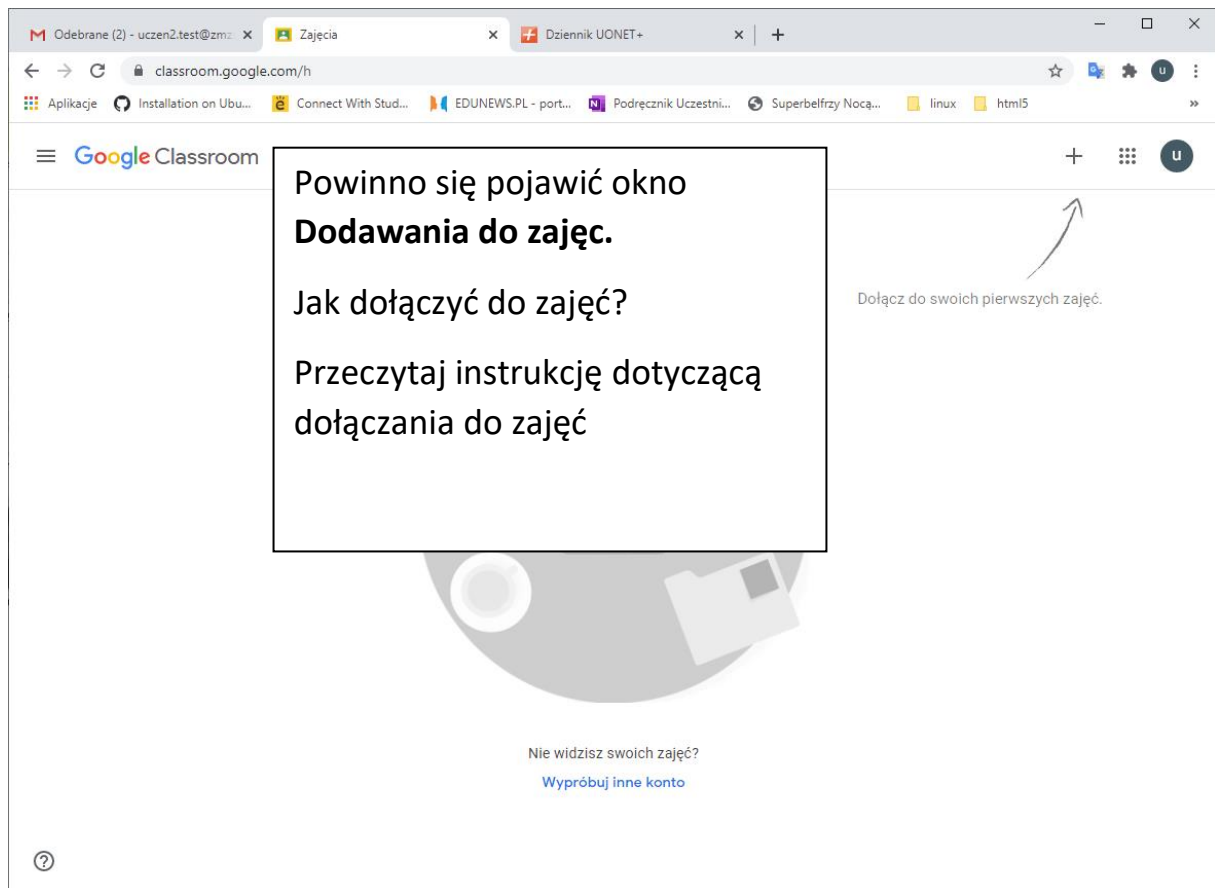 Odebrane (2) - uczen2.test@zmz
Zajęcia
Dziennik UONET+
classroom.google.com/h
u
Aplikacje
Installation on Ubu...
Connect With Stud...
EDUNEWS.PL - port...
Podręcznik Uczestni...
Superbelfrzy Nocą...
linux
html5
Google Classroom
u
Powinno się pojawić okno
Dodawania do zajęc.
Jak dołączyć do zajęć?
Przeczytaj instrukcję dotyczącą
dołączania do zajęć
Dołącz do swoich pierwszych zajęć.
Nie widzisz swoich zajęć?
Wypróbuj inne konto